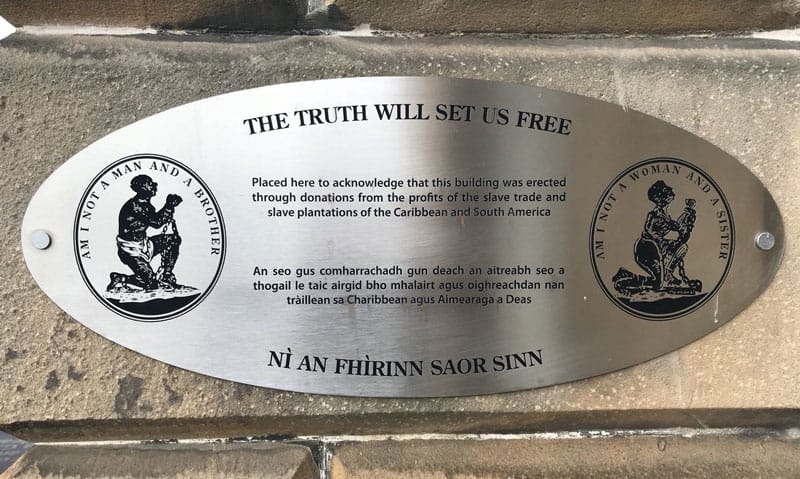 THE TRUTH WILL SET US FREE
AM I NOT A MAN AND A BROTHER
Placed here to acknowledge that this building was erected
through donations from the profits of the slave trade and
slave plantations of the Caribbean and South America
AM I NOT A WOMAN AND A SISTER
An seo gus comharrachadh gun deach an aitreabh seo a
thogail le taic airgid bho mhalairt agus oighreachdan nan
tràillean sa Charibbean agus Aimearaga a Deas
NÌ AN FHÌRINN SAOR SINN